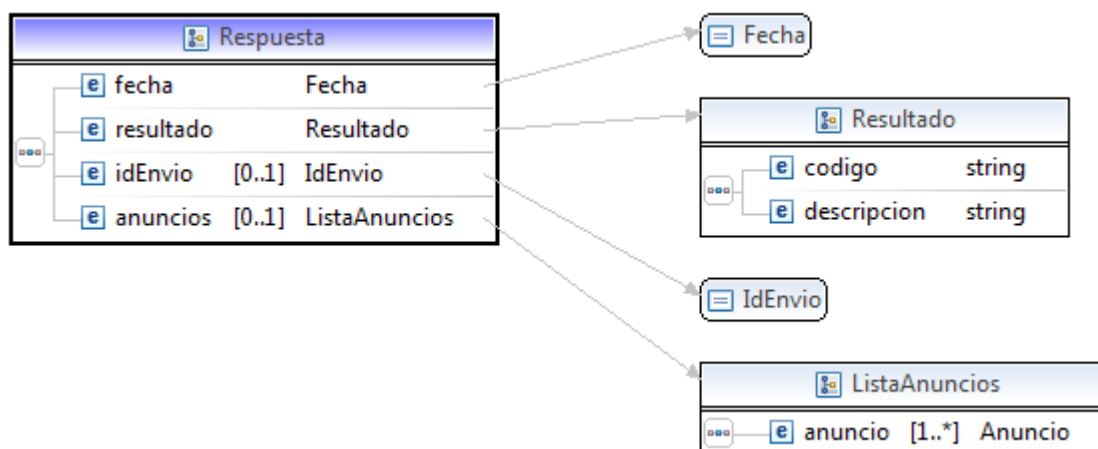 Respuesta
fecha Fecha
resultado Resultado
idEnvio [0..1] IdEnvio
anuncios [0..1] ListaAnuncios
Fecha
Resultado
codigo string
descripcion string
IdEnvio
ListaAnuncios
anuncio [1..*] Anuncio